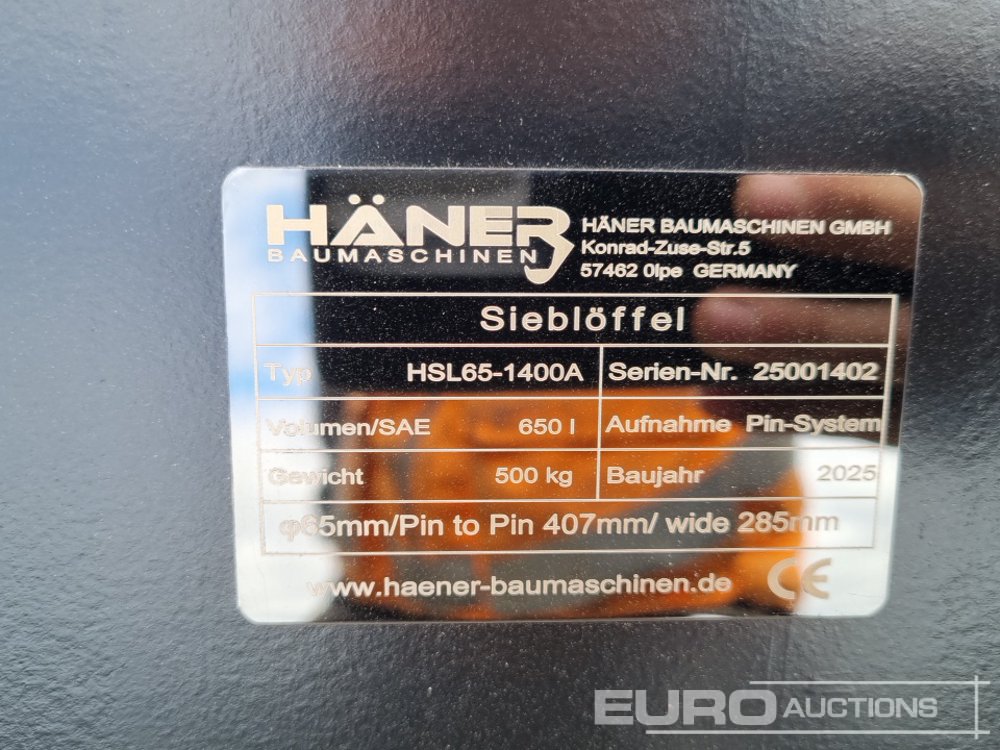 HÄNER
BAUMASCHINEN
HÄNER BAUMASCHINEN GMBH
Konrad-Zuse-Str.5
57462 Olpe GERMANY
Sieblöffel
Typ HSL65-1400A Serien-Nr. 25001402
Volumen/SAE 650 l Aufnahme Pin-System
Gewicht 500 kg Baujahr 2025
φ65mm/Pin to Pin 407mm/ wide 285mm
www.haener-baumaschinen.de CE
EURO AUCTIONS